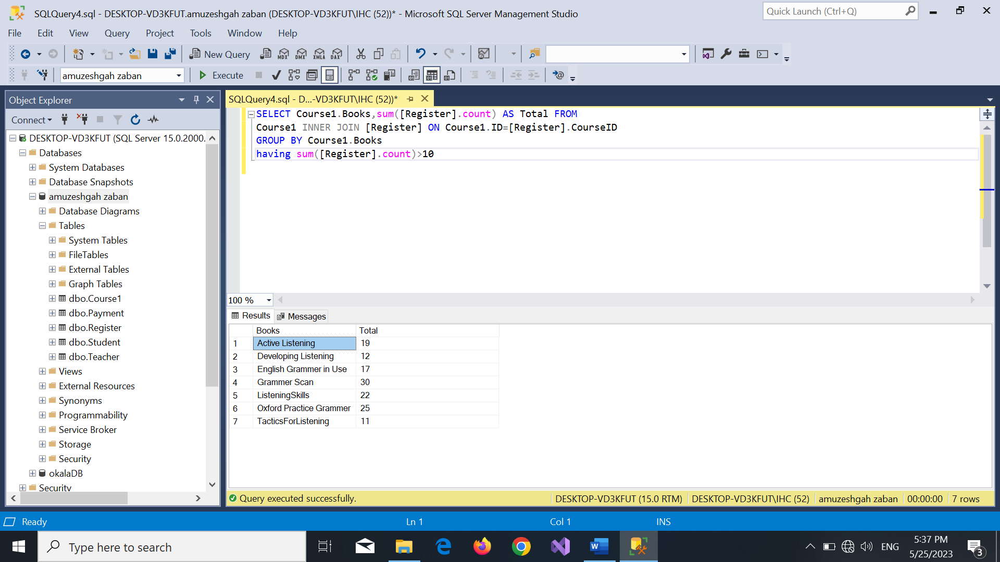 SQLQuery4.sql - DESKTOP-VD3KFUT.amuzeshgah zaban (DESKTOP-VD3KFUT\IHC (52))* - Microsoft SQL Server Management Studio
Quick Launch (Ctrl+Q)
File Edit View Query Project Tools Window Help
New Query MDX DMX XMLA DAX
amuzeshgah zaban Execute
Object Explorer
SQLQuery4.sql - D...-VD3KFUT\IHC (52))*
Connect
DESKTOP-VD3KFUT (SQL Server 15.0.2000.
Databases
System Databases
Database Snapshots
amuzeshgah zaban
Database Diagrams
Tables
System Tables
FileTables
External Tables
Graph Tables
dbo.Course1
dbo.Payment
dbo.Register
dbo.Student
dbo.Teacher
Views
External Resources
Synonyms
Programmability
Service Broker
Storage
Security
okalaDB
Security
SELECT Course1.Books,sum([Register].count) AS Total FROM
Course1 INNER JOIN [Register] ON Course1.ID=[Register].CourseID
GROUP BY Course1.Books
having sum([Register].count)>10
100 %
Results Messages
Books Total
1 Active Listening 19
2 Developing Listening 12
3 English Grammer in Use 17
4 Grammer Scan 30
5 ListeningSkills 22
6 Oxford Practice Grammer 25
7 TacticsForListening 11
Query executed successfully. DESKTOP-VD3KFUT (15.0 RTM) DESKTOP-VD3KFUT\IHC (52) amuzeshgah zaban 00:00:00 7 rows
Ready Ln 1 Col 1 INS
Type here to search
ENG
5:37 PM
5/25/2023
3